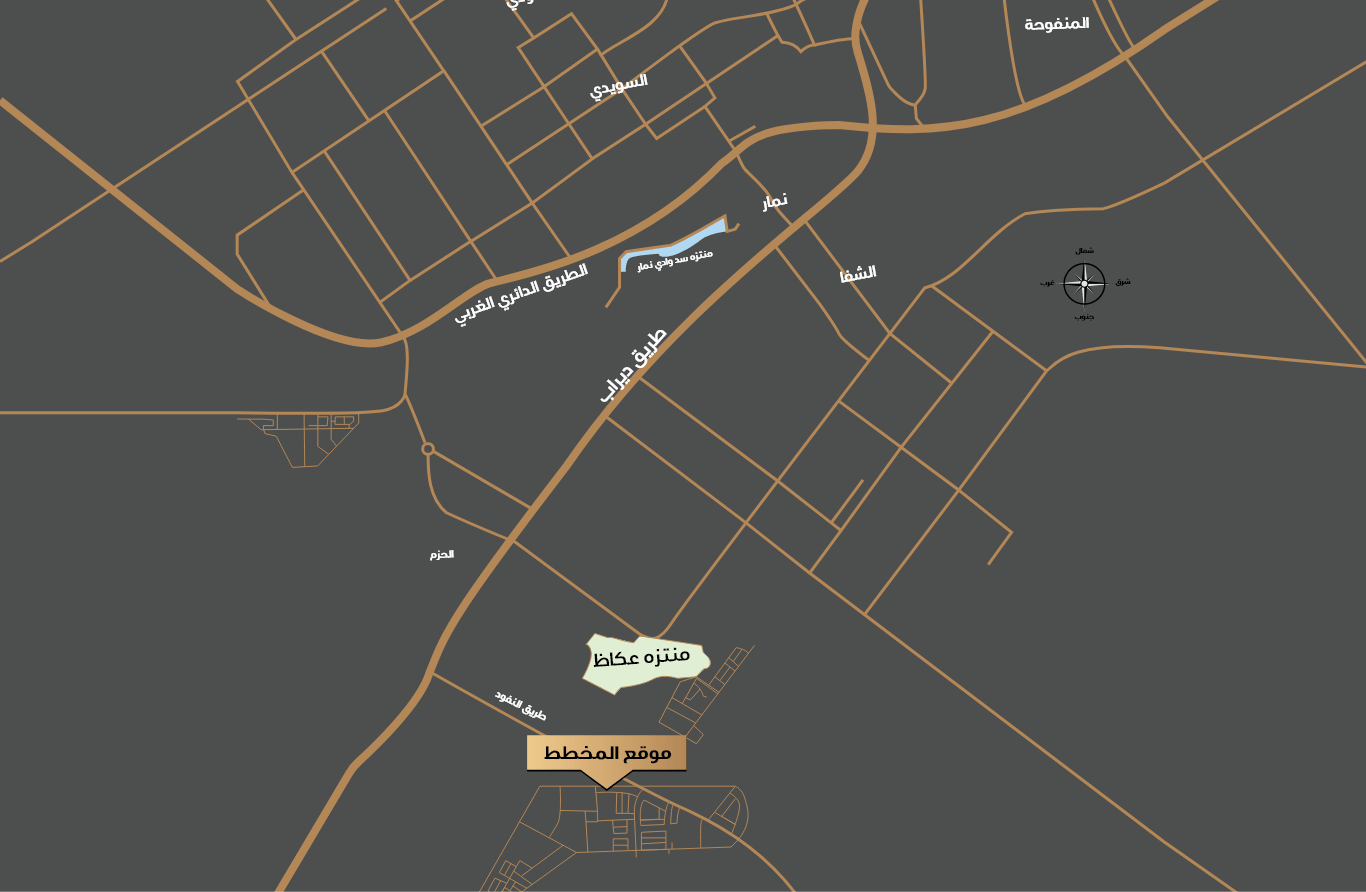 المنفوحة
السويدي
نمار
منتزه سد وادي نمار
الشفا
شمال
شرق
غرب
جنوب
الطريق الدائري الغربي
طريق ديراب
الحزم
منتزه عكاظ
طريق النفود
موقع المخطط